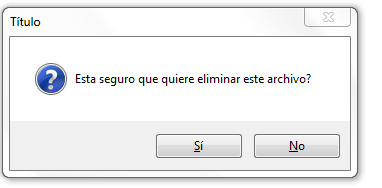 Título
Esta seguro que quiere eliminar este archivo?
Sí
No